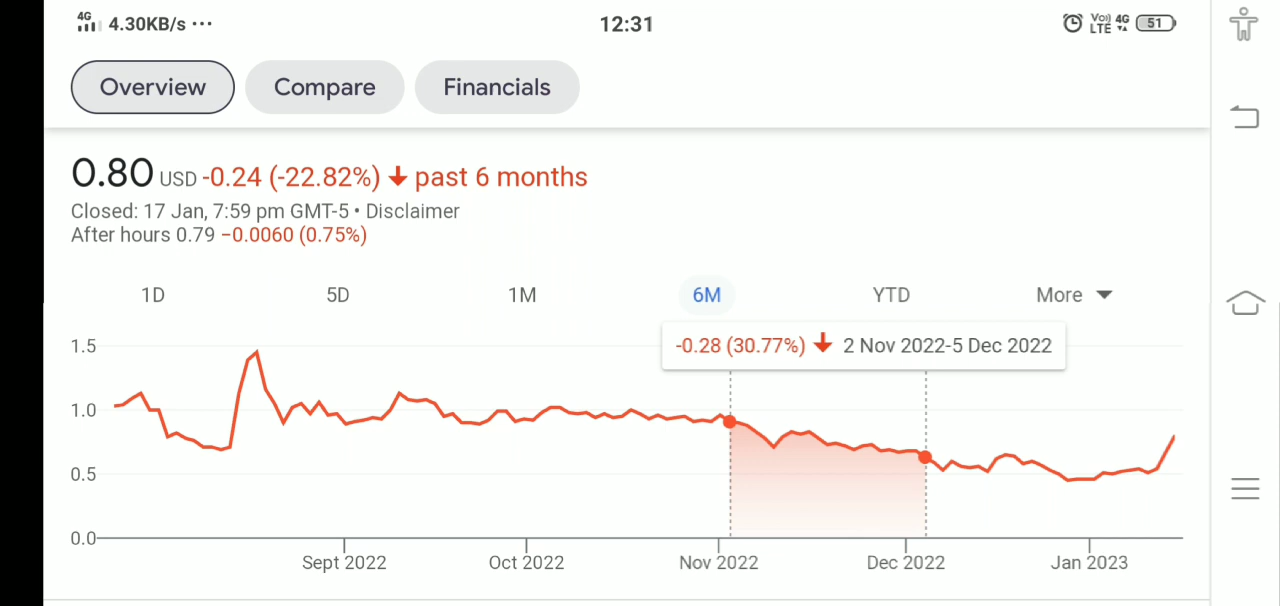 4G 4.30KB/s ··· 12:31 Vo) LTE 4G 51
Overview Compare Financials
0.80 USD -0.24 (-22.82%) ↓ past 6 months
Closed: 17 Jan, 7:59 pm GMT-5 • Disclaimer
After hours 0.79 −0.0060 (0.75%)
1D 5D 1M 6M YTD More
-0.28 (30.77%) ↓ 2 Nov 2022-5 Dec 2022
1.5
1.0
0.5
0.0
Sept 2022 Oct 2022 Nov 2022 Dec 2022 Jan 2023